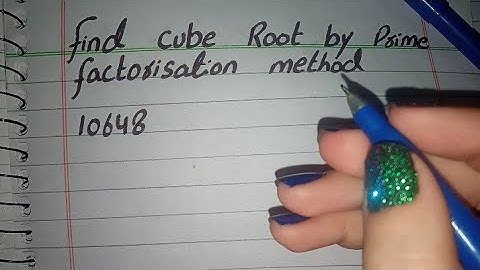 find cube Root by Prime
factorisation method
10648